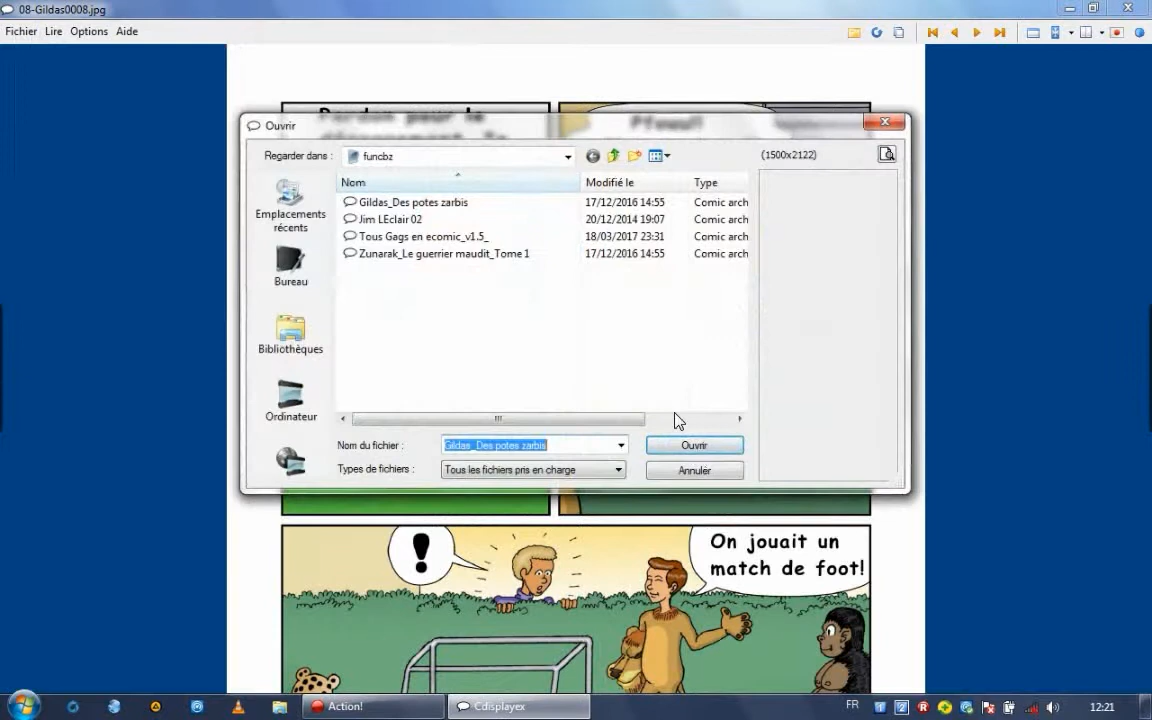 08-Gildas0008.jpg
Fichier Lire Options Aide
Pardon pour le
Ouvrir
Regarder dans :
funcbz
(1500x2122)
Nom Modifié le Type
Gildas_Des potes zarbis 17/12/2016 14:55 Comic arch
Jim LEclair 02 20/12/2014 19:07 Comic arch
Tous Gags en ecomic_v1.5_ 18/03/2017 23:31 Comic arch
Zunarak_Le guerrier maudit_Tome 1 17/12/2016 14:55 Comic arch
Emplacements
récents
Bureau
Bibliothèques
Ordinateur
Nom du fichier : Gildas_Des potes zarbis Ouvrir
Types de fichiers : Tous les fichiers pris en charge Annuler
!
On jouait un
match de foot!
Action! Cdisplayex FR 12:21